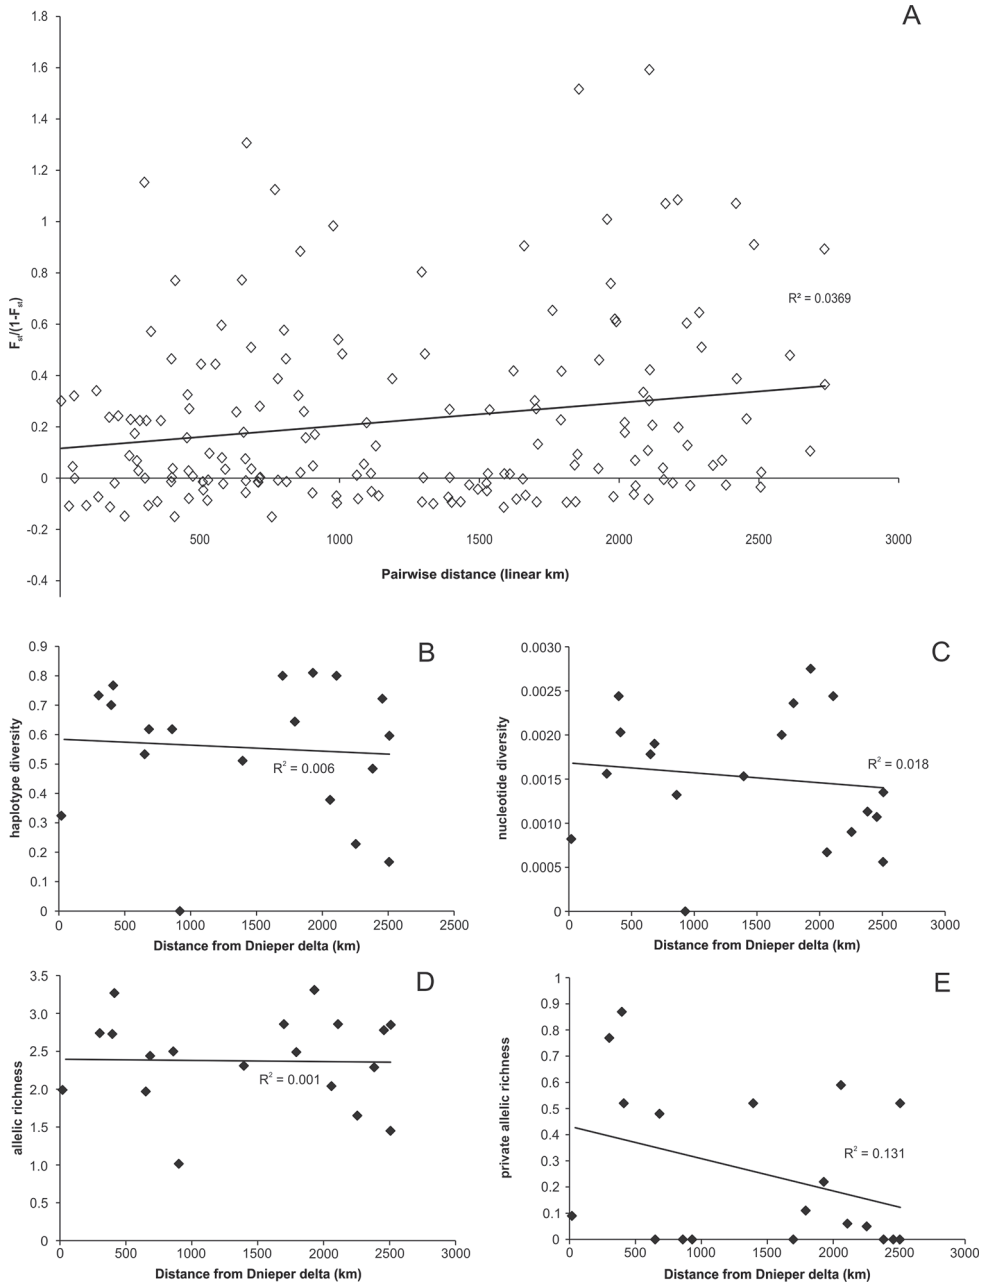 A
1.8
1.6
1.4
1.2
1
0.8
0.6
0.4
0.2
0
-0.2
-0.4
Fst/(1-Fst)
R² = 0.0369
500 1000 1500 2000 2500 3000
Pairwise distance (linear km)
B
0.9
0.8
0.7
0.6
0.5
0.4
0.3
0.2
0.1
0
haplotype diversity
R² = 0.006
0 500 1000 1500 2000 2500 2500
Distance from Dnieper delta (km)
C
0.0030
0.0025
0.0020
0.0015
0.0010
0.0005
0
nucleotide diversity
R² = 0.018
0 500 1000 1500 2000 2500 3000
Distance from Dnieper delta (km)
D
3.5
3.0
2.5
2.0
1.5
1.0
0.5
0
allelic richness
R² = 0.001
0 500 1000 1500 2000 2500 3000
Distance from Dnieper delta (km)
E
1
0.9
0.8
0.7
0.6
0.5
0.4
0.3
0.2
0.1
0
private allelic richness
R² = 0.131
0 500 1000 1500 2000 2500 3000
Distance from Dnieper delta (km)